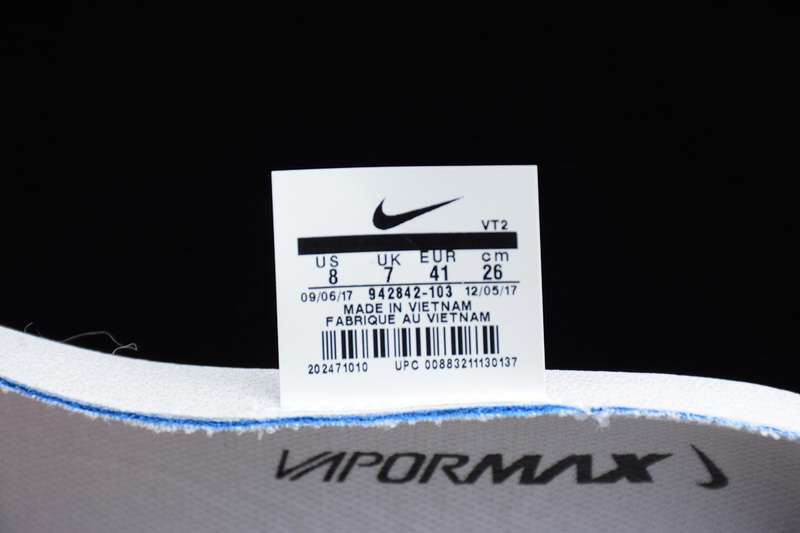 VT2
US UK EUR cm
8 7 41 26
09/06/17 942842-103 12/05/17
MADE IN VIETNAM
FABRIQUE AU VIETNAM
202471010 UPC 00883211130137
VAPORMAX